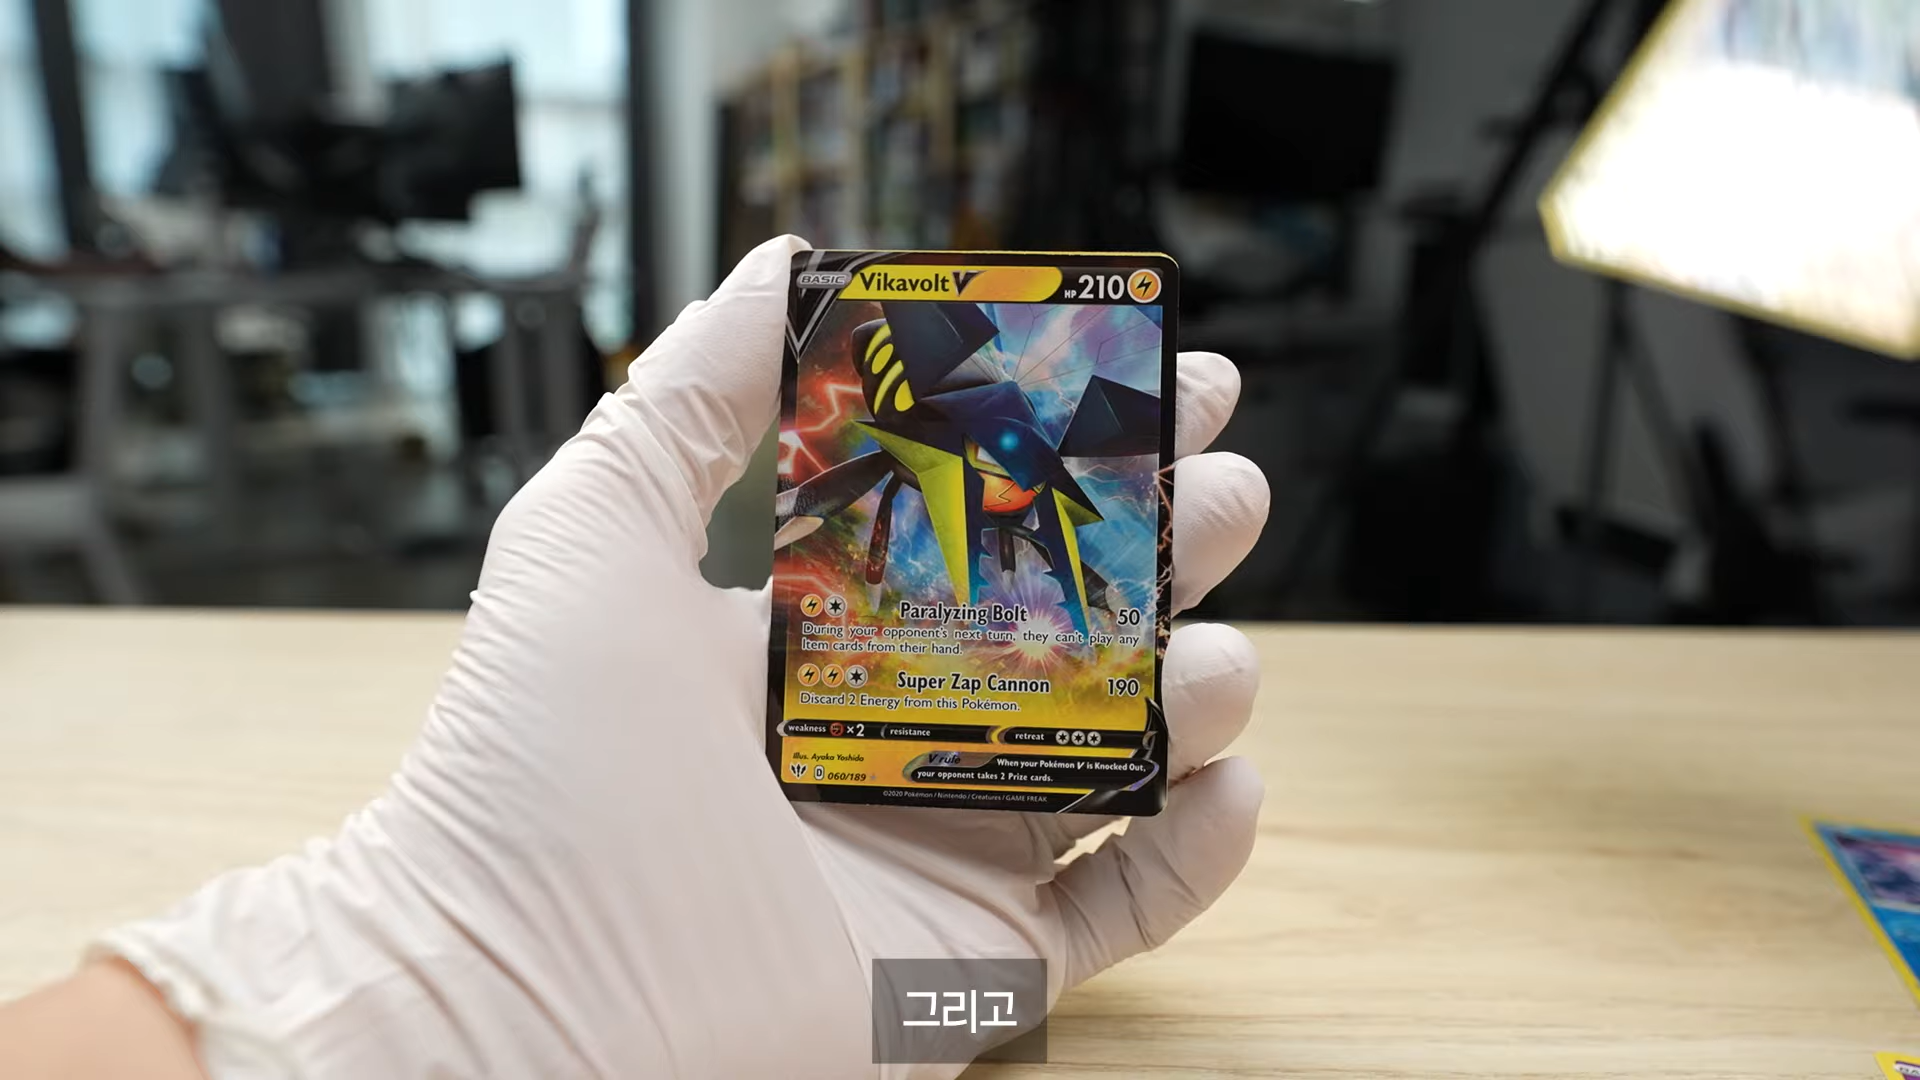 BASIC Vikavolt V HP 210
Paralyzing Bolt 50
During your opponent's next turn, they can't play any
Item cards from their hand.
Super Zap Cannon 190
Discard 2 Energy from this Pokémon.
weakness ×2 resistance retreat
Illus. Ayaka Yoshida
V rule When your Pokémon V is Knocked Out,
your opponent takes 2 Prize cards.
D 060/189
©2020 Pokémon / Nintendo / Creatures / GAME FREAK
그리고